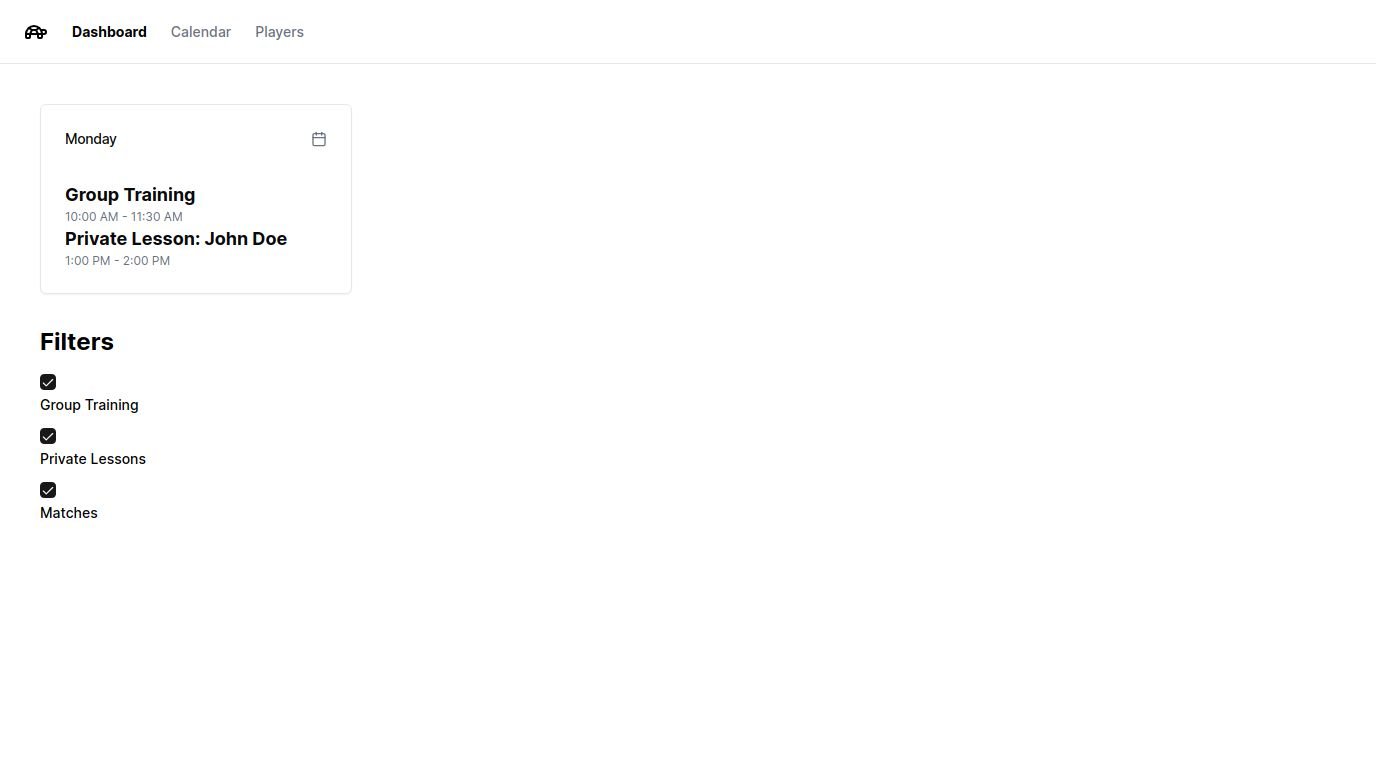 Dashboard Calendar Players
Monday
Group Training
10:00 AM - 11:30 AM
Private Lesson: John Doe
1:00 PM - 2:00 PM
Filters
Group Training
Private Lessons
Matches